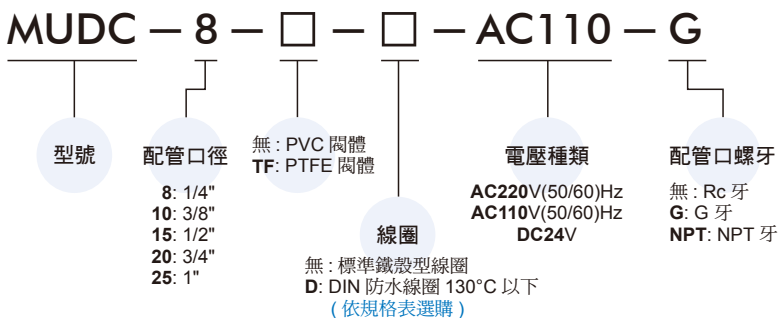 MUDC － 8 － □ － □ － AC110 － G
型號
配管口徑
8: 1/4"
10: 3/8"
15: 1/2"
20: 3/4"
25: 1"
無 : PVC 閥體
TF: PTFE 閥體
線圈
無 : 標準鐵殼型線圈
D: DIN 防水線圈 130°C 以下
( 依規格表選購 )
電壓種類
AC220V(50/60)Hz
AC110V(50/60)Hz
DC24V
配管口螺牙
無 : Rc 牙
G: G 牙
NPT: NPT 牙